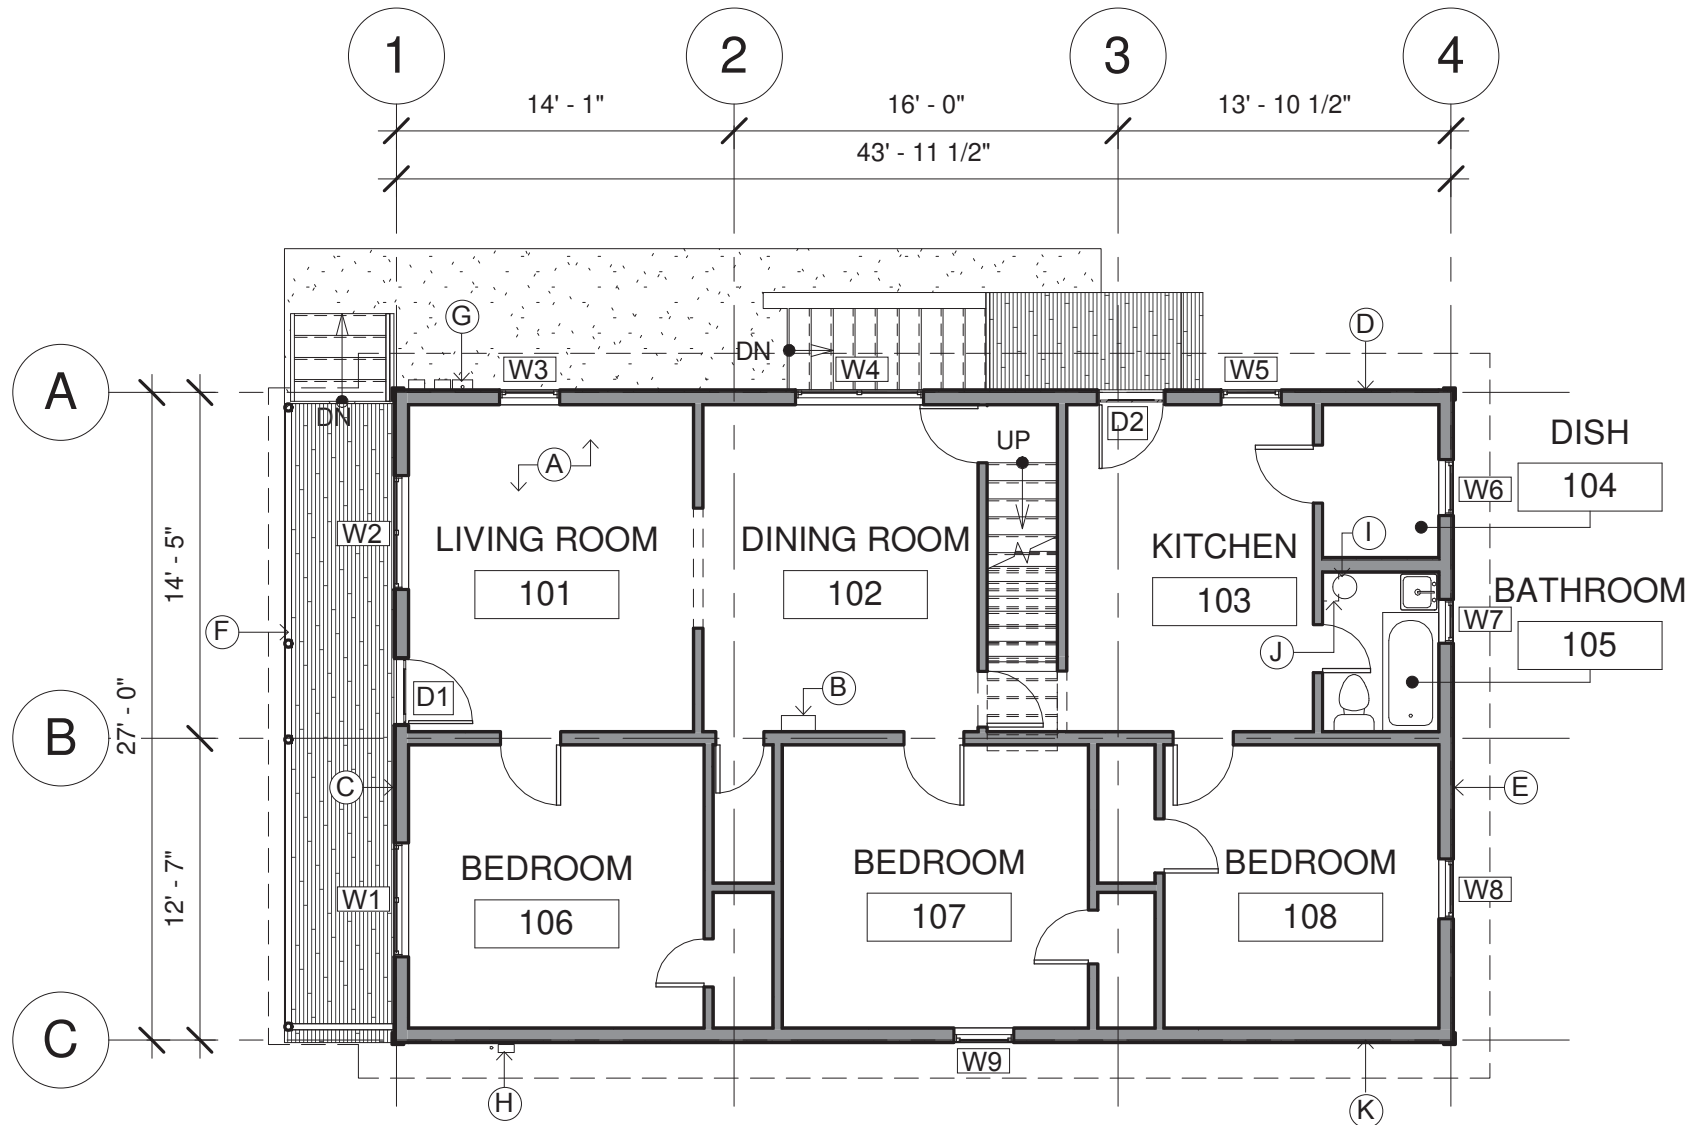 1 2 3 4
14' - 1" 16' - 0" 13' - 10 1/2"
43' - 11 1/2"
G D
W3 DN W4 W5
A
DN
D2
DISH
UP
A
104
W6
14' - 5"
W2
LIVING ROOM DINING ROOM KITCHEN
I
101 102 103
BATHROOM
W7
F
J
105
B
D1
B
27' - 0"
C E
BEDROOM BEDROOM BEDROOM
W1 W8
12' - 7"
106 107 108
C
W9
H K